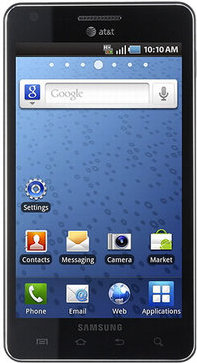 at&t
10:10 AM
g Google
Settings
Contacts Messaging Camera Market
Phone Email Web Applications
SAMSUNG